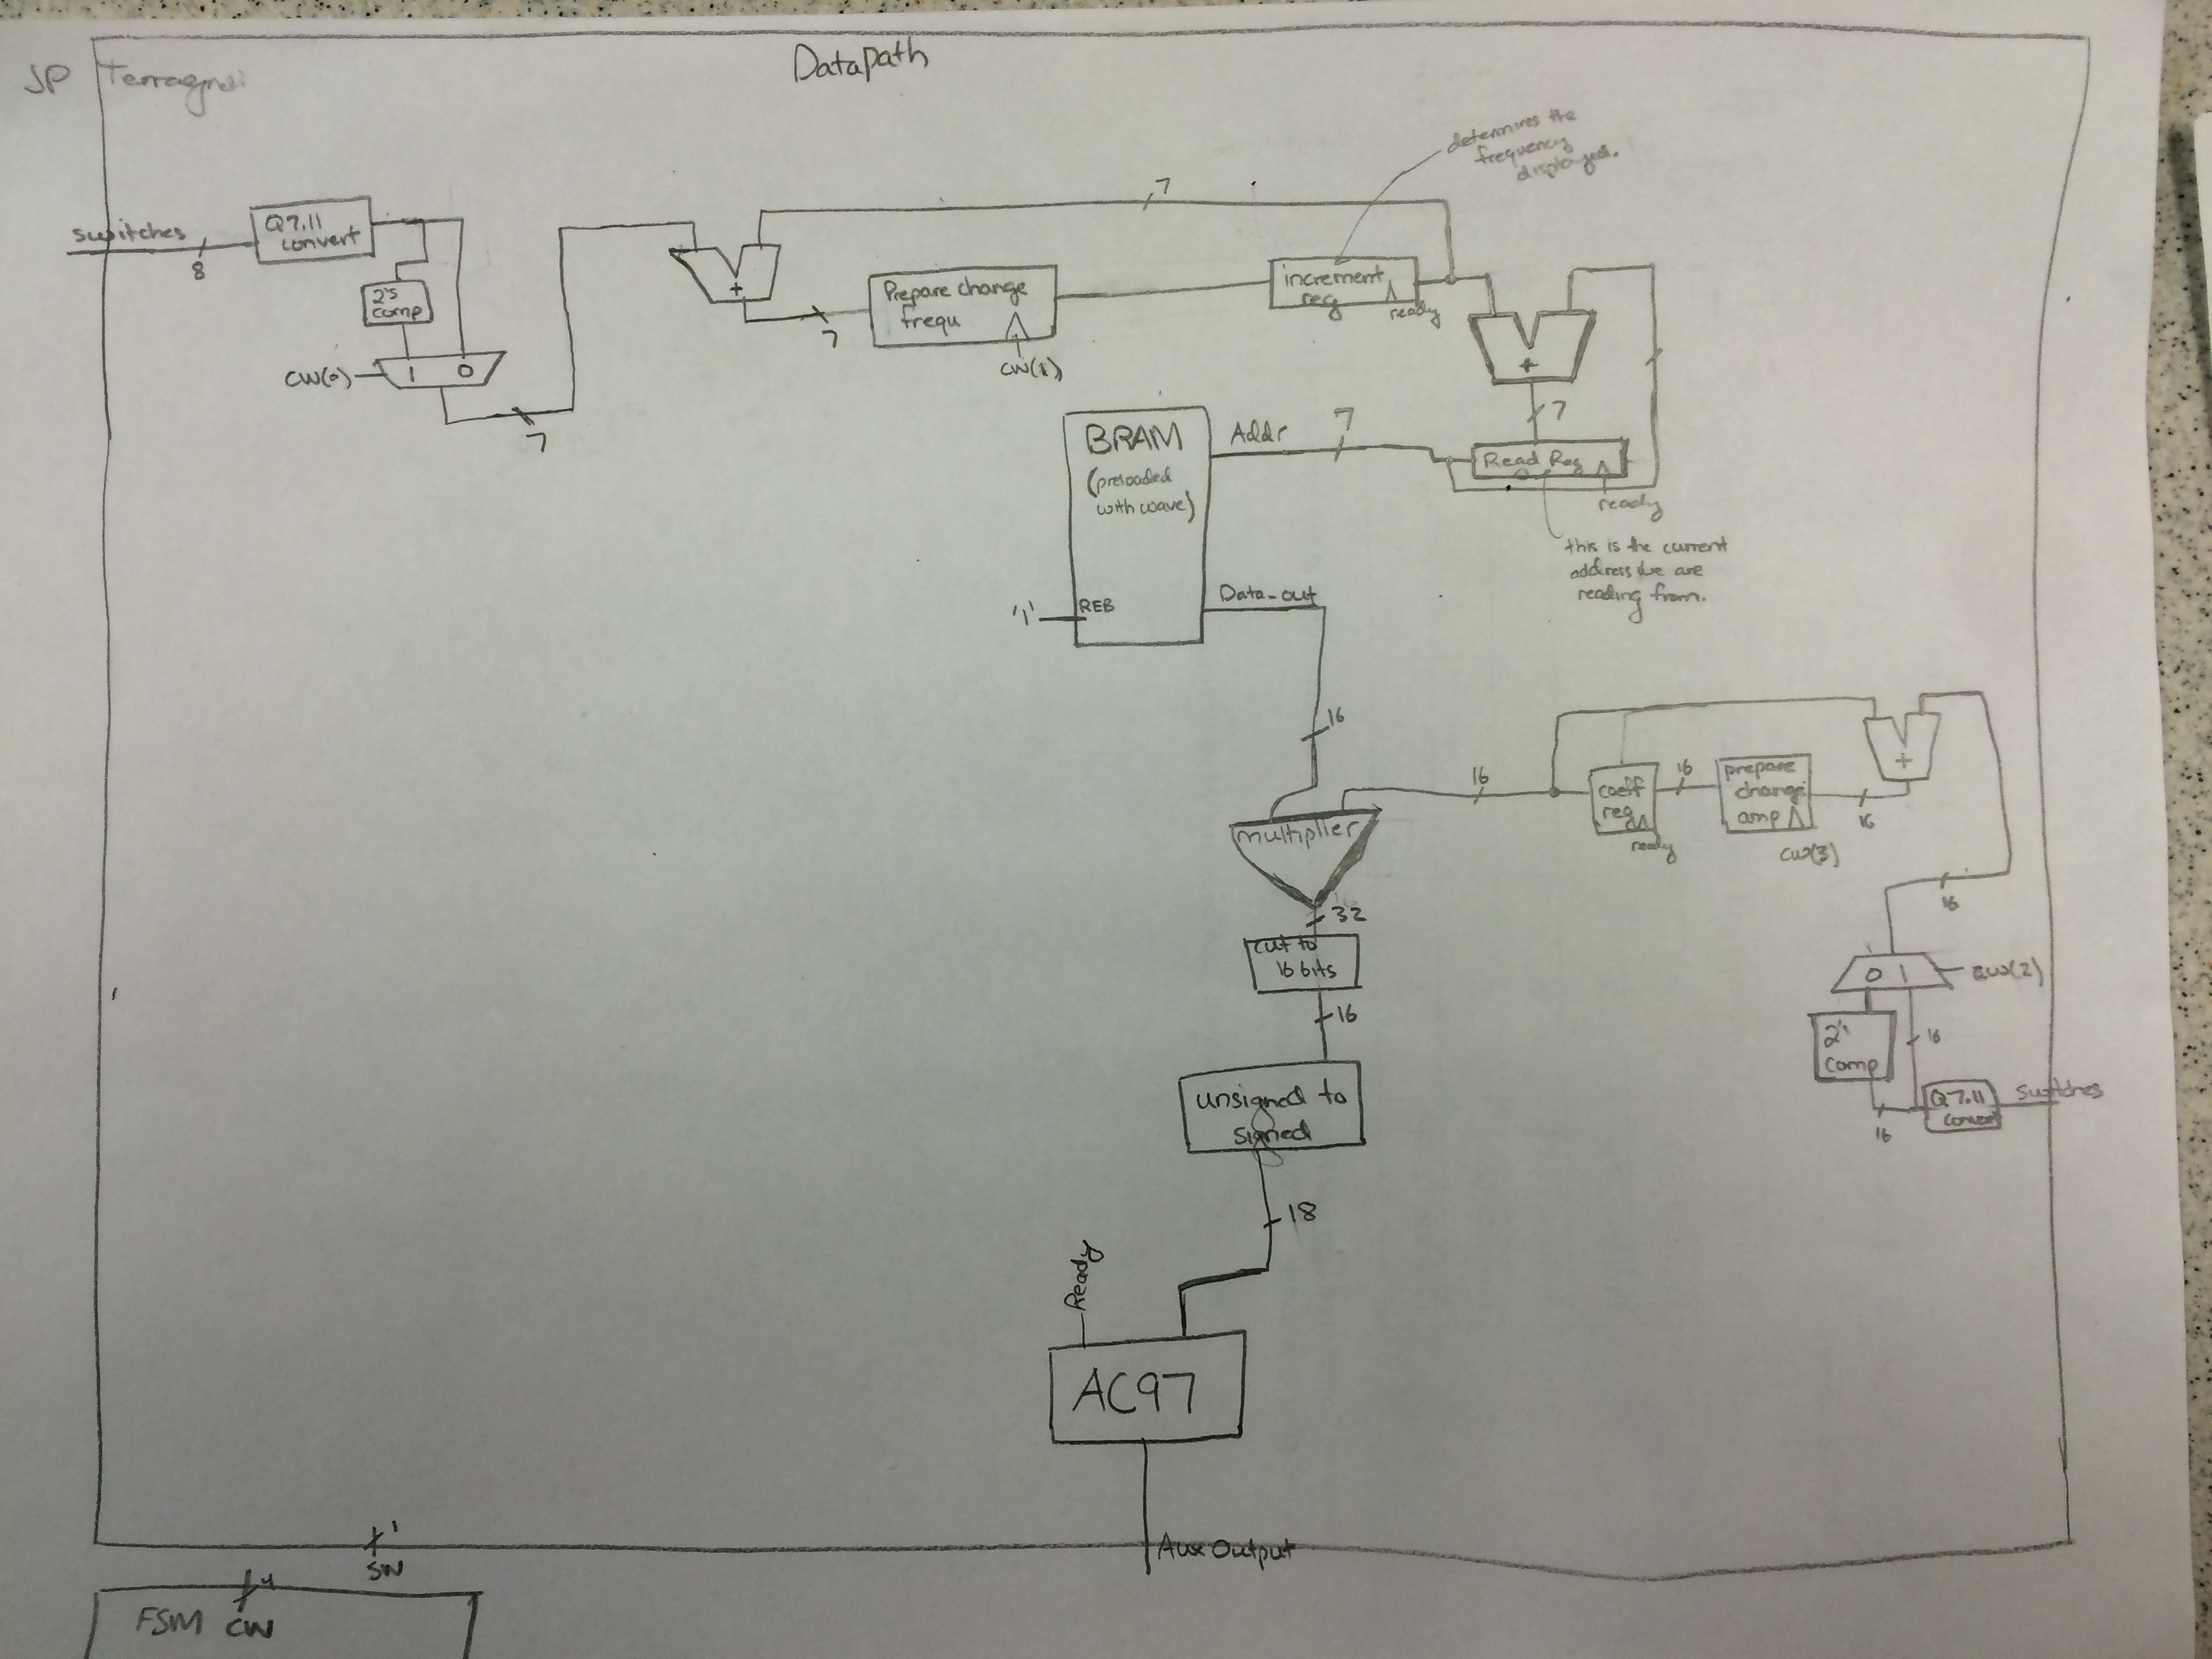 JP Terragnoi
DataPath
switches
8
Q7.11
convert
2's
comp
CW(0)
1 0
7
+
7
Prepare change
frequ
CW(1)
7
increment
reg
ready
determines the
frequency
displayed.
+
7
Read Reg
ready
this is the current
address we are
reading from.
BRAM
(preloaded
with wave)
'1'
REB
Addr
7
Data-out
16
multiplier
32
cut to
16 bits
16
unsigned to
signed
18
AC97
Ready
Aux Output
16
coeff
reg
ready
16
prepare
change
amp
CW(3)
16
+
16
0 1
CW(2)
2's
comp
16
16
Q7.11
convert
Switches
1
SW
4
FSM CW